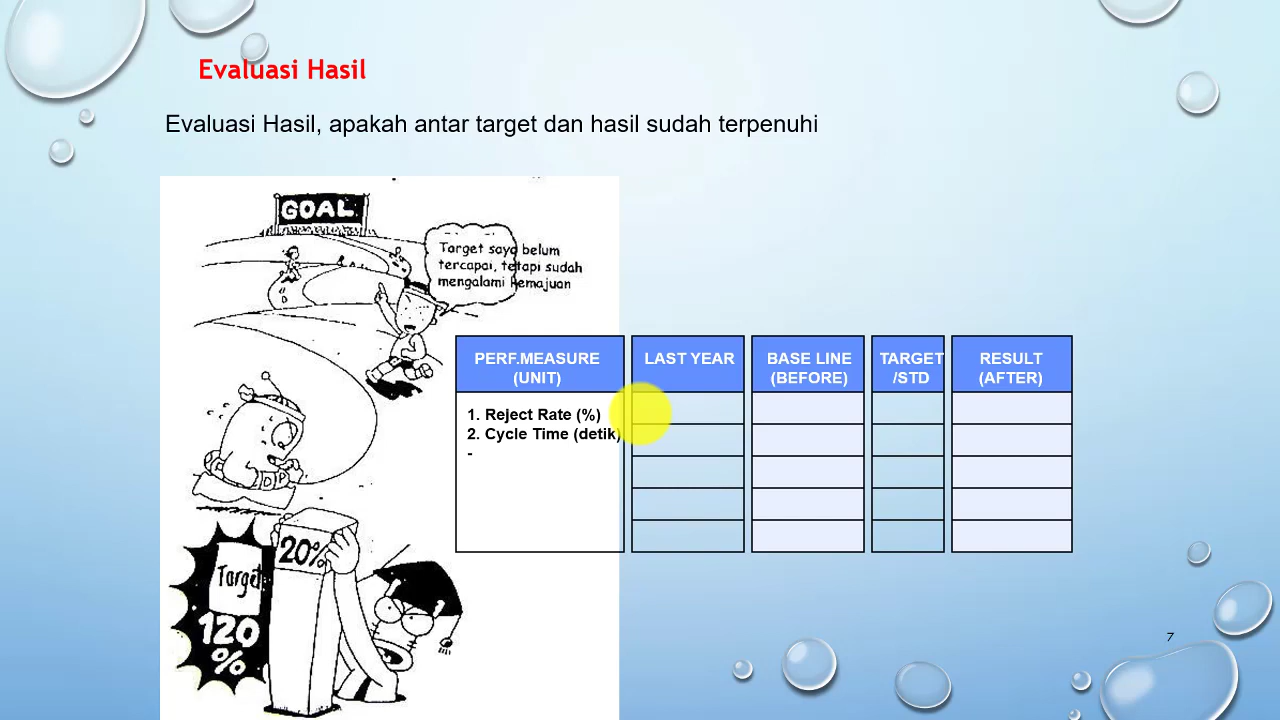 Evaluasi Hasil
Evaluasi Hasil, apakah antar target dan hasil sudah terpenuhi
GOAL
Target saya belum
tercapai, tetapi sudah
mengalami kemajuan
PERF.MEASURE
(UNIT)
LAST YEAR
BASE LINE
(BEFORE)
TARGET
/STD
RESULT
(AFTER)
1. Reject Rate (%)
2. Cycle Time (detik)
-
20%
Target
120
%
7